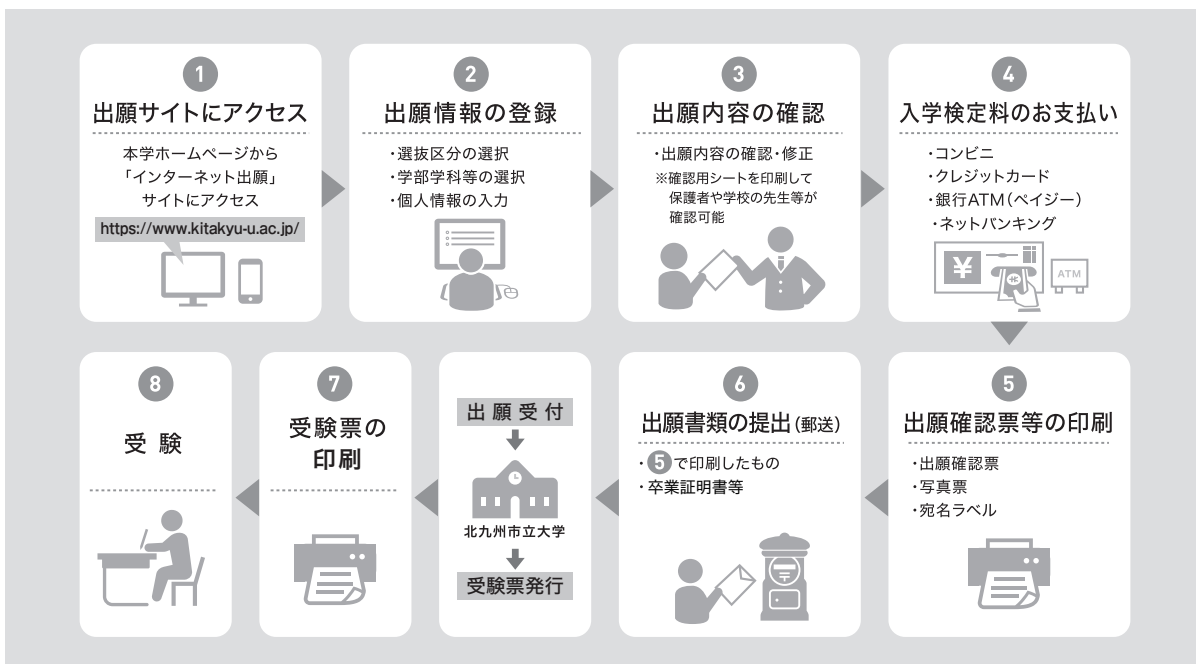 1
出願サイトにアクセス
本学ホームページから
「インターネット出願」
サイトにアクセス
https://www.kitakyu-u.ac.jp/
2
出願情報の登録
・選抜区分の選択
・学部学科等の選択
・個人情報の入力
3
出願内容の確認
・出願内容の確認・修正
※確認用シートを印刷して
保護者や学校の先生等が
確認可能
4
入学検定料のお支払い
・コンビニ
・クレジットカード
・銀行ATM(ペイジー)
・ネットバンキング
¥
ATM
5
出願確認票等の印刷
・出願確認票
・写真票
・宛名ラベル
6
出願書類の提出(郵送)
・5で印刷したもの
・卒業証明書等
出願受付
北九州市立大学
受験票発行
7
受験票の
印刷
8
受験